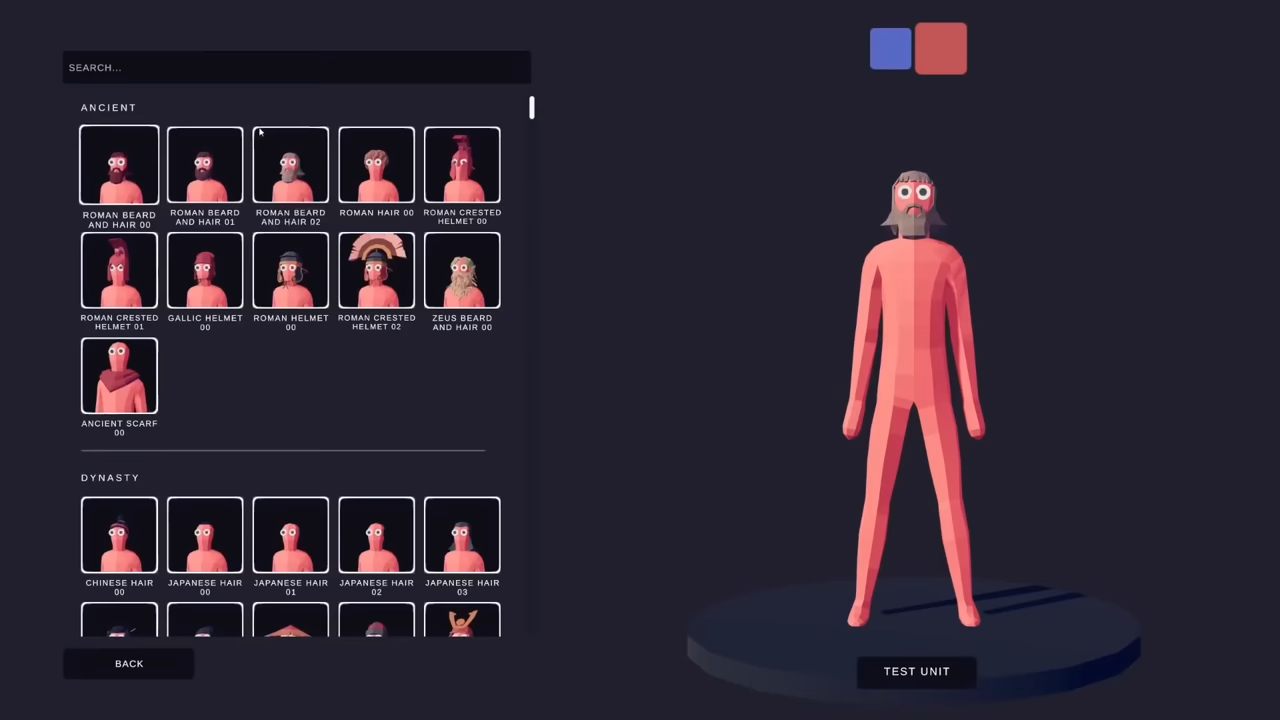 SEARCH...
ANCIENT
ROMAN BEARD
AND HAIR 00
ROMAN BEARD
AND HAIR 01
ROMAN BEARD
AND HAIR 02
ROMAN HAIR 00
ROMAN CRESTED
HELMET 00
ROMAN CRESTED
HELMET 01
GALLIC HELMET
00
ROMAN HELMET
00
ROMAN CRESTED
HELMET 02
ZEUS BEARD
AND HAIR 00
ANCIENT SCARF
00
DYNASTY
CHINESE HAIR
00
JAPANESE HAIR
00
JAPANESE HAIR
01
JAPANESE HAIR
02
JAPANESE HAIR
03
BACK
TEST UNIT